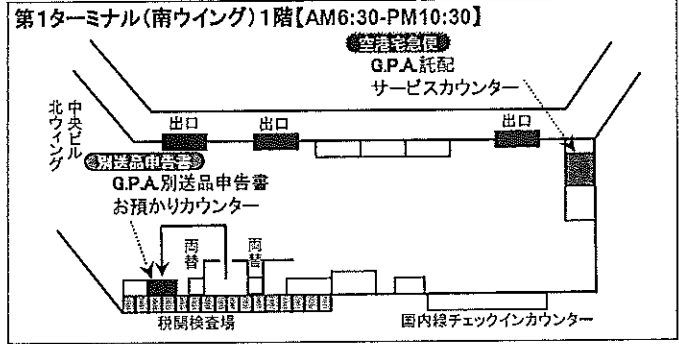 第1ターミナル(南ウイング)1階【AM6:30-PM10:30】
空港宅急便
G.P.A.託配
サービスカウンター
中央ビル
北ウィング
出口
出口
出口
別送品申告書
G.P.A.別送品申告書
お預かりカウンター
両替
両替
税関検査場
国内線チェックインカウンター